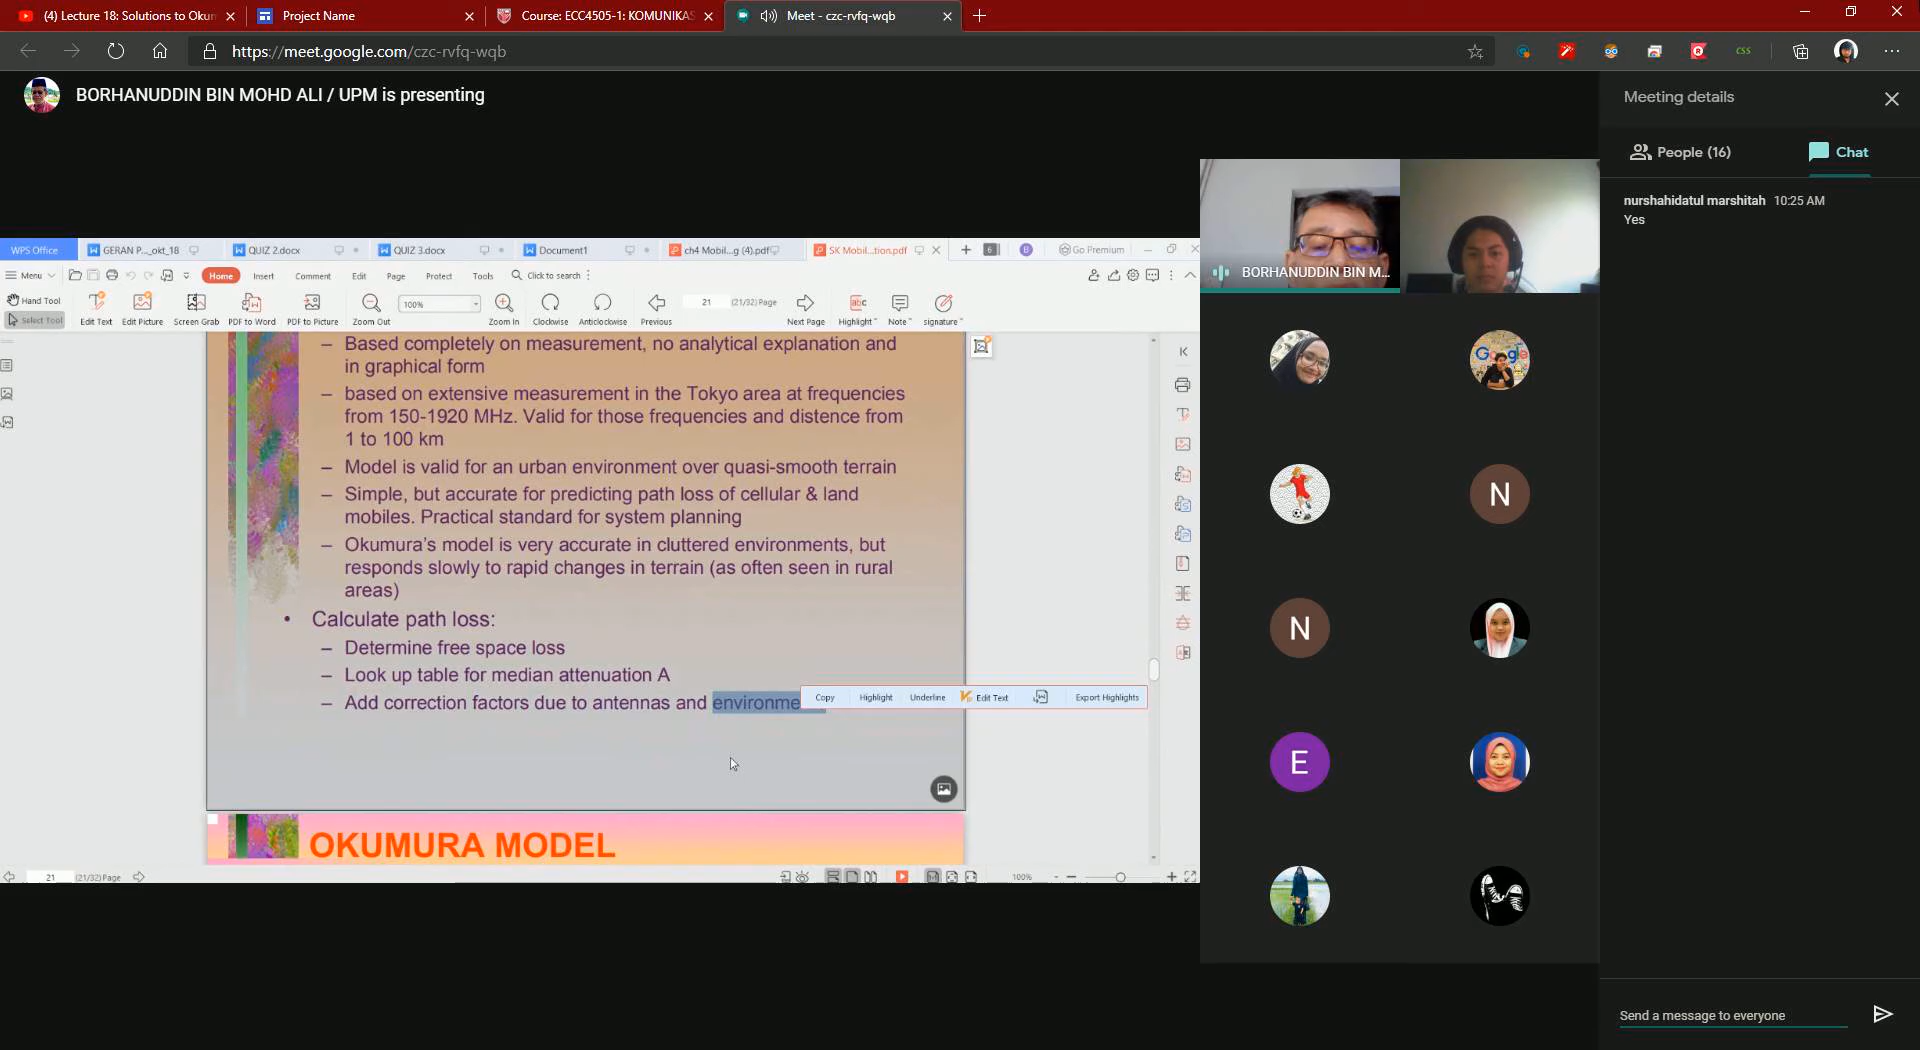 (4) Lecture 18: Solutions to Okun
Project Name
Course: ECC4505-1: KOMUNIKAS
Meet - czc-rvfq-wqb
https://meet.google.com/czc-rvfq-wqb
CSS
BORHANUDDIN BIN MOHD ALI / UPM is presenting
Meeting details
People (16)
Chat
nurshahidatul marshitah 10:25 AM
Yes
BORHANUDDIN BIN M...
WPS Office
GERAN P..._okt_18
QUIZ 2.docx
QUIZ 3.docx
Document1
ch4 Mobil...g (4).pdf
SK Mobil...tion.pdf
6
B
Go Premium
Menu
Home
Insert
Comment
Edit
Page
Protect
Tools
Click to search
Hand Tool
Select Tool
Edit Text
Edit Picture
Screen Grab
PDF to Word
PDF to Picture
Zoom Out
100%
Zoom In
Clockwise
Anticlockwise
Previous
21
(21/32)Page
Next Page
abc
Highlight
Note
signature
– Based completely on measurement, no analytical explanation and
in graphical form
– based on extensive measurement in the Tokyo area at frequencies
from 150-1920 MHz. Valid for those frequencies and distence from
1 to 100 km
– Model is valid for an urban environment over quasi-smooth terrain
– Simple, but accurate for predicting path loss of cellular & land
mobiles. Practical standard for system planning
– Okumura's model is very accurate in cluttered environments, but
responds slowly to rapid changes in terrain (as often seen in rural
areas)
• Calculate path loss:
– Determine free space loss
– Look up table for median attenuation A
– Add correction factors due to antennas and environme
Copy
Highlight
Underline
Edit Text
Export Highlights
OKUMURA MODEL
21
(21/32)Page
100%
Google
N
N
E
Send a message to everyone